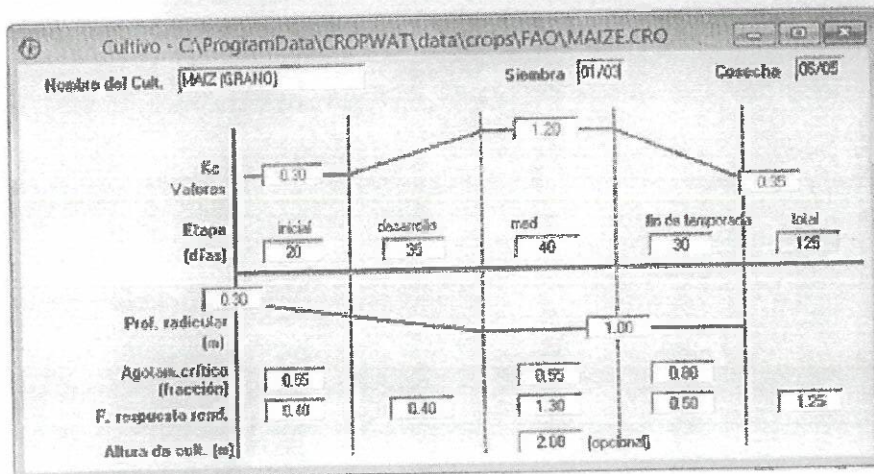 Cultivo - C:\ProgramData\CROPWAT\data\crops\FAO\MAIZE.CRO
Nombre del Cult. MAIZ (GRANO) Siembra 01/03 Cosecha
Kc Valores 0.30 1.20 0.35
Etapa (días) inicial 20 desarrollo 35 med 40 fin de temporada 30 total 125
Prof. radicular (m) 0.30 1.00
Agotam.crítico (fracción) 0.55 0.55 0.80
F. respuesto rend. 0.40 0.40 1.30 0.50 1.25
Altura de cult. (m) 2.00 (opcional)